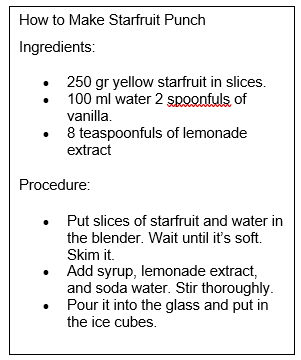 How to Make Starfruit Punch
Ingredients:
• 250 gr yellow starfruit in slices.
• 100 ml water 2 spoonfuls of
vanilla.
• 8 teaspoonfuls of lemonade
extract
Procedure:
• Put slices of starfruit and water in
the blender. Wait until it's soft.
Skim it.
• Add syrup, lemonade extract,
and soda water. Stir thoroughly.
• Pour it into the glass and put in
the ice cubes.